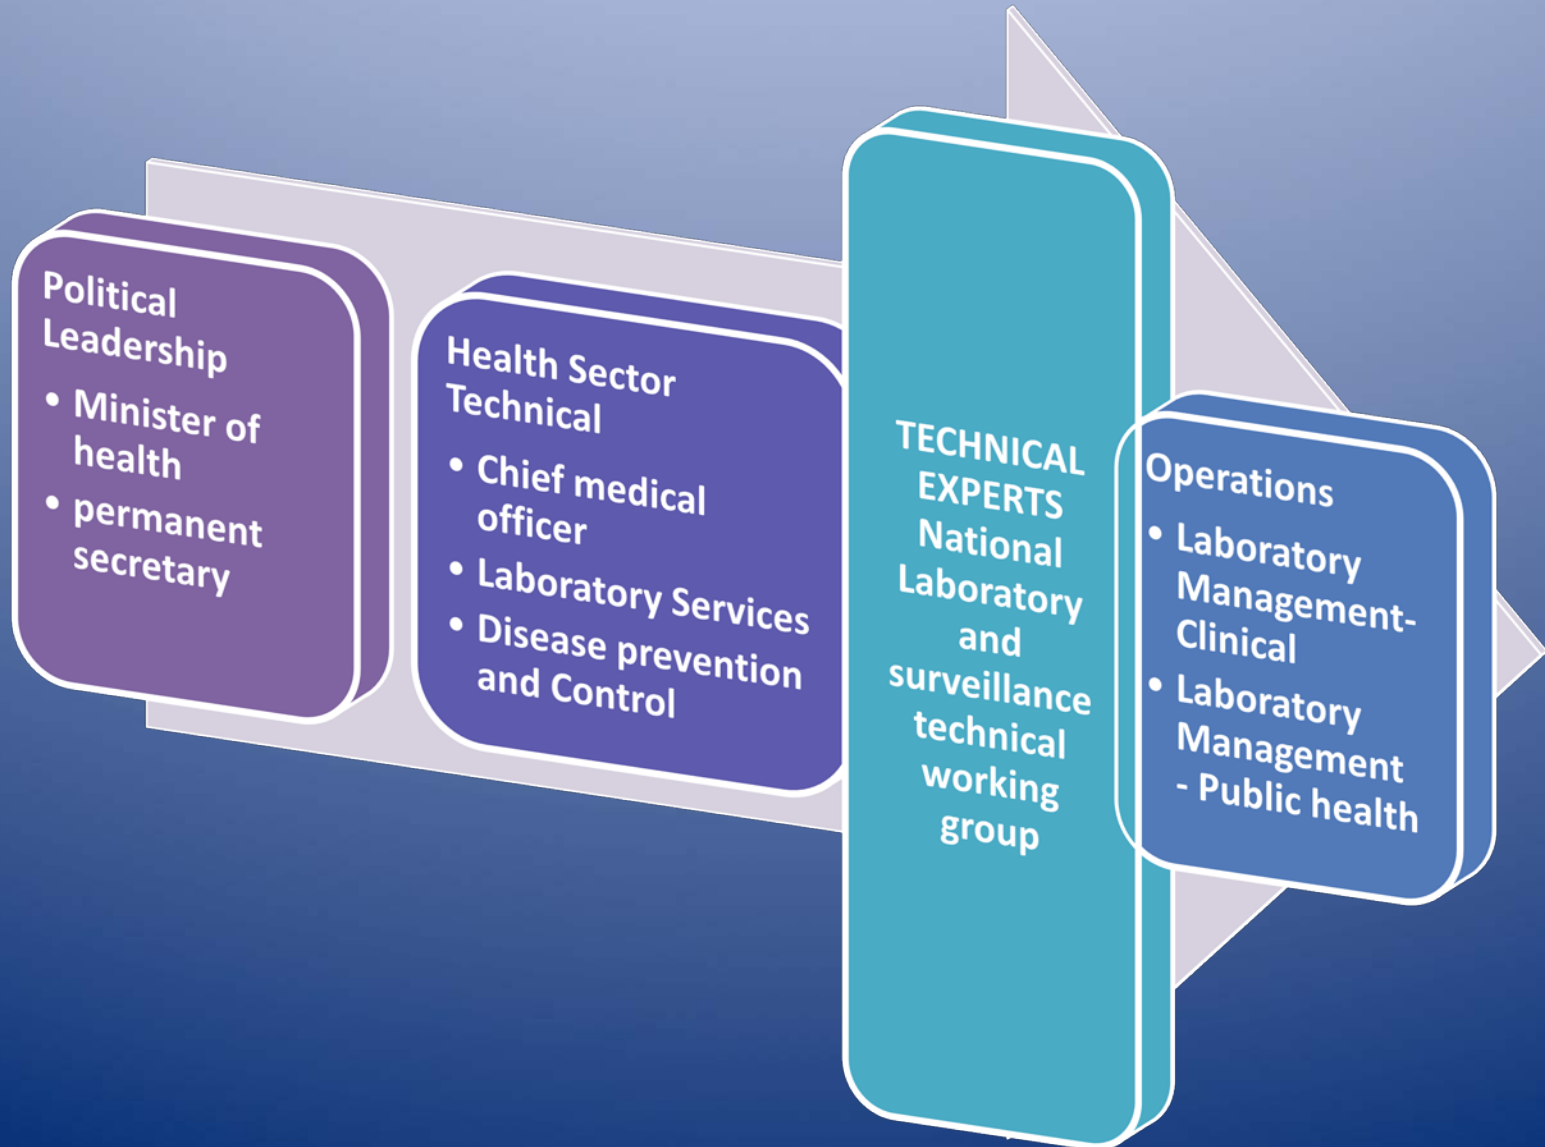 Political
Leadership
• Minister of
health
• permanent
secretary
Health Sector
Technical
• Chief medical
officer
• Laboratory Services
• Disease prevention
and Control
TECHNICAL
EXPERTS
National
Laboratory
and
surveillance
technical
working
group
Operations
• Laboratory
Management-
Clinical
• Laboratory
Management
- Public health